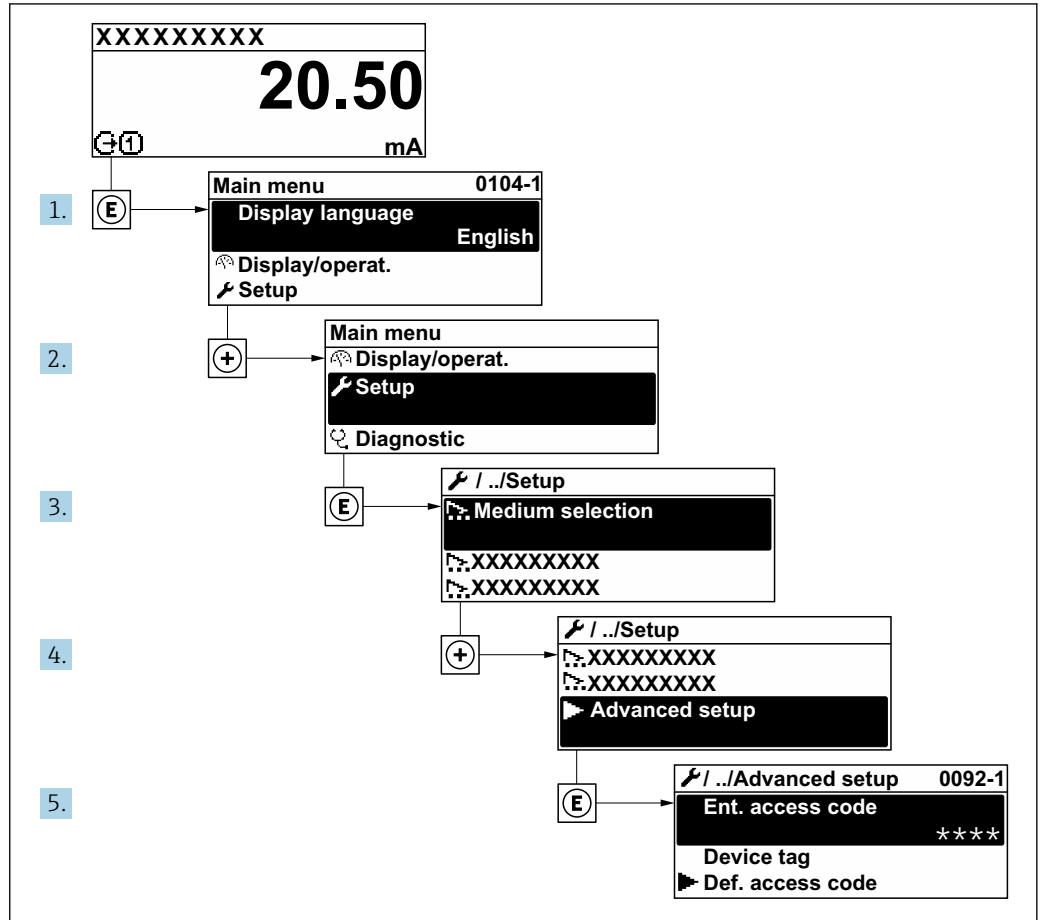 XXXXXXXXX
20.50
1 mA
1. E
Main menu 0104-1
Display language
English
Display/operat.
Setup
2. +
Main menu
Display/operat.
Setup
Diagnostic
3. E
/ ../Setup
Medium selection
XXXXXXXXX
XXXXXXXXX
4. +
/ ../Setup
XXXXXXXXX
XXXXXXXXX
Advanced setup
5. E
/ ../Advanced setup 0092-1
Ent. access code
****
Device tag
Def. access code